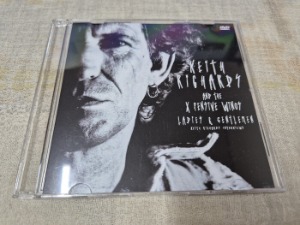 KEITH
RICHARDS
AND THE
X PENSIVE WINOS
LADIES & GENTLEMEN